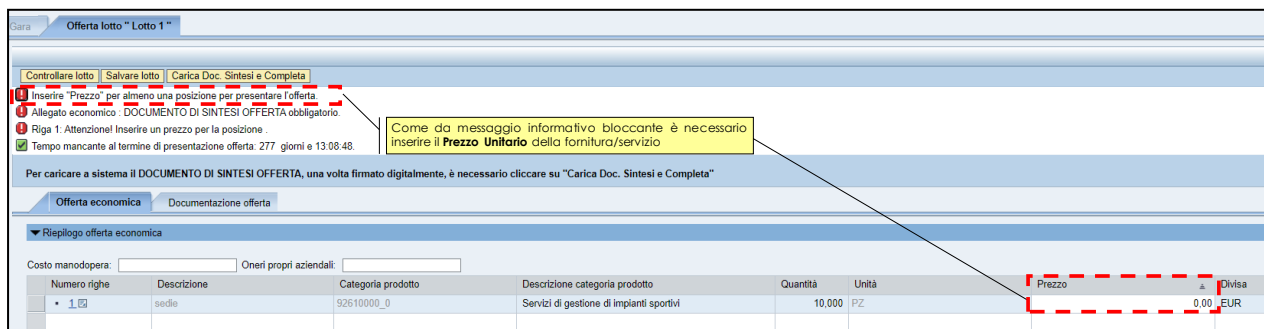 Gara Offerta lotto " Lotto 1 "
Controllare lotto Salvare lotto Carica Doc. Sintesi e Completa
Inserire "Prezzo" per almeno una posizione per presentare l'offerta.
Allegato economico : DOCUMENTO DI SINTESI OFFERTA obbligatorio.
Riga 1: Attenzione! Inserire un prezzo per la posizione .
Tempo mancante al termine di presentazione offerta: 277 giorni e 13:08:48.
Come da messaggio informativo bloccante è necessario
inserire il Prezzo Unitario della fornitura/servizio
Per caricare a sistema il DOCUMENTO DI SINTESI OFFERTA, una volta firmato digitalmente, è necessario cliccare su "Carica Doc. Sintesi e Completa"
Offerta economica Documentazione offerta
Riepilogo offerta economica
Costo manodopera: Oneri propri aziendali:
Numero righe Descrizione Categoria prodotto Descrizione categoria prodotto Quantità Unità Prezzo Divisa
1 sedie 92610000_0 Servizi di gestione di impianti sportivi 10,000 PZ 0,00 EUR